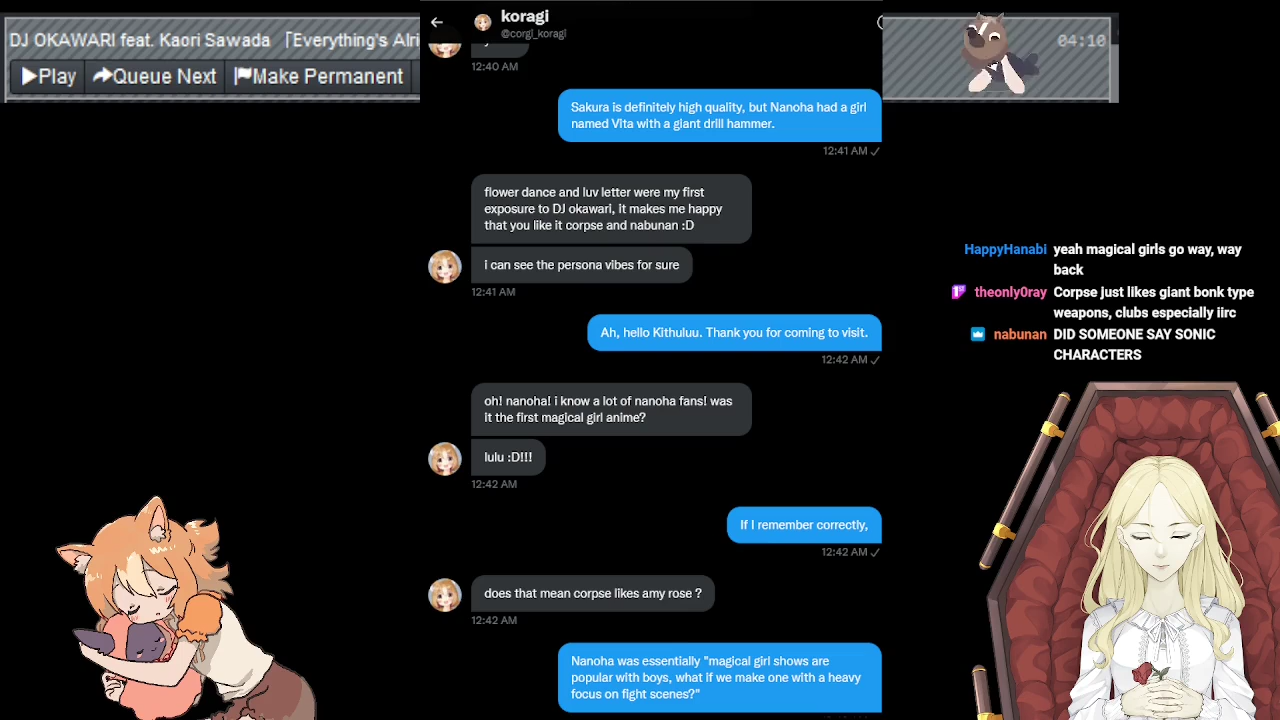 DJ OKAWARI feat. Kaori Sawada 「Everything's Alri
▶Play
Queue Next
Make Permanent
koragi
@corgi_koragi
04:10
12:40 AM
Sakura is definitely high quality, but Nanoha had a girl
named Vita with a giant drill hammer.
12:41 AM ✓
flower dance and luv letter were my first
exposure to DJ okawari, it makes me happy
that you like it corpse and nabunan :D
i can see the persona vibes for sure
12:41 AM
Ah, hello Kithuluu. Thank you for coming to visit.
12:42 AM ✓
oh! nanoha! i know a lot of nanoha fans! was
it the first magical girl anime?
lulu :D!!!
12:42 AM
If I remember correctly,
12:42 AM ✓
does that mean corpse likes amy rose ?
12:42 AM
Nanoha was essentially "magical girl shows are
popular with boys, what if we make one with a heavy
focus on fight scenes?"
HappyHanabi yeah magical girls go way, way
back
theonly0ray Corpse just likes giant bonk type
weapons, clubs especially iirc
nabunan DID SOMEONE SAY SONIC
CHARACTERS